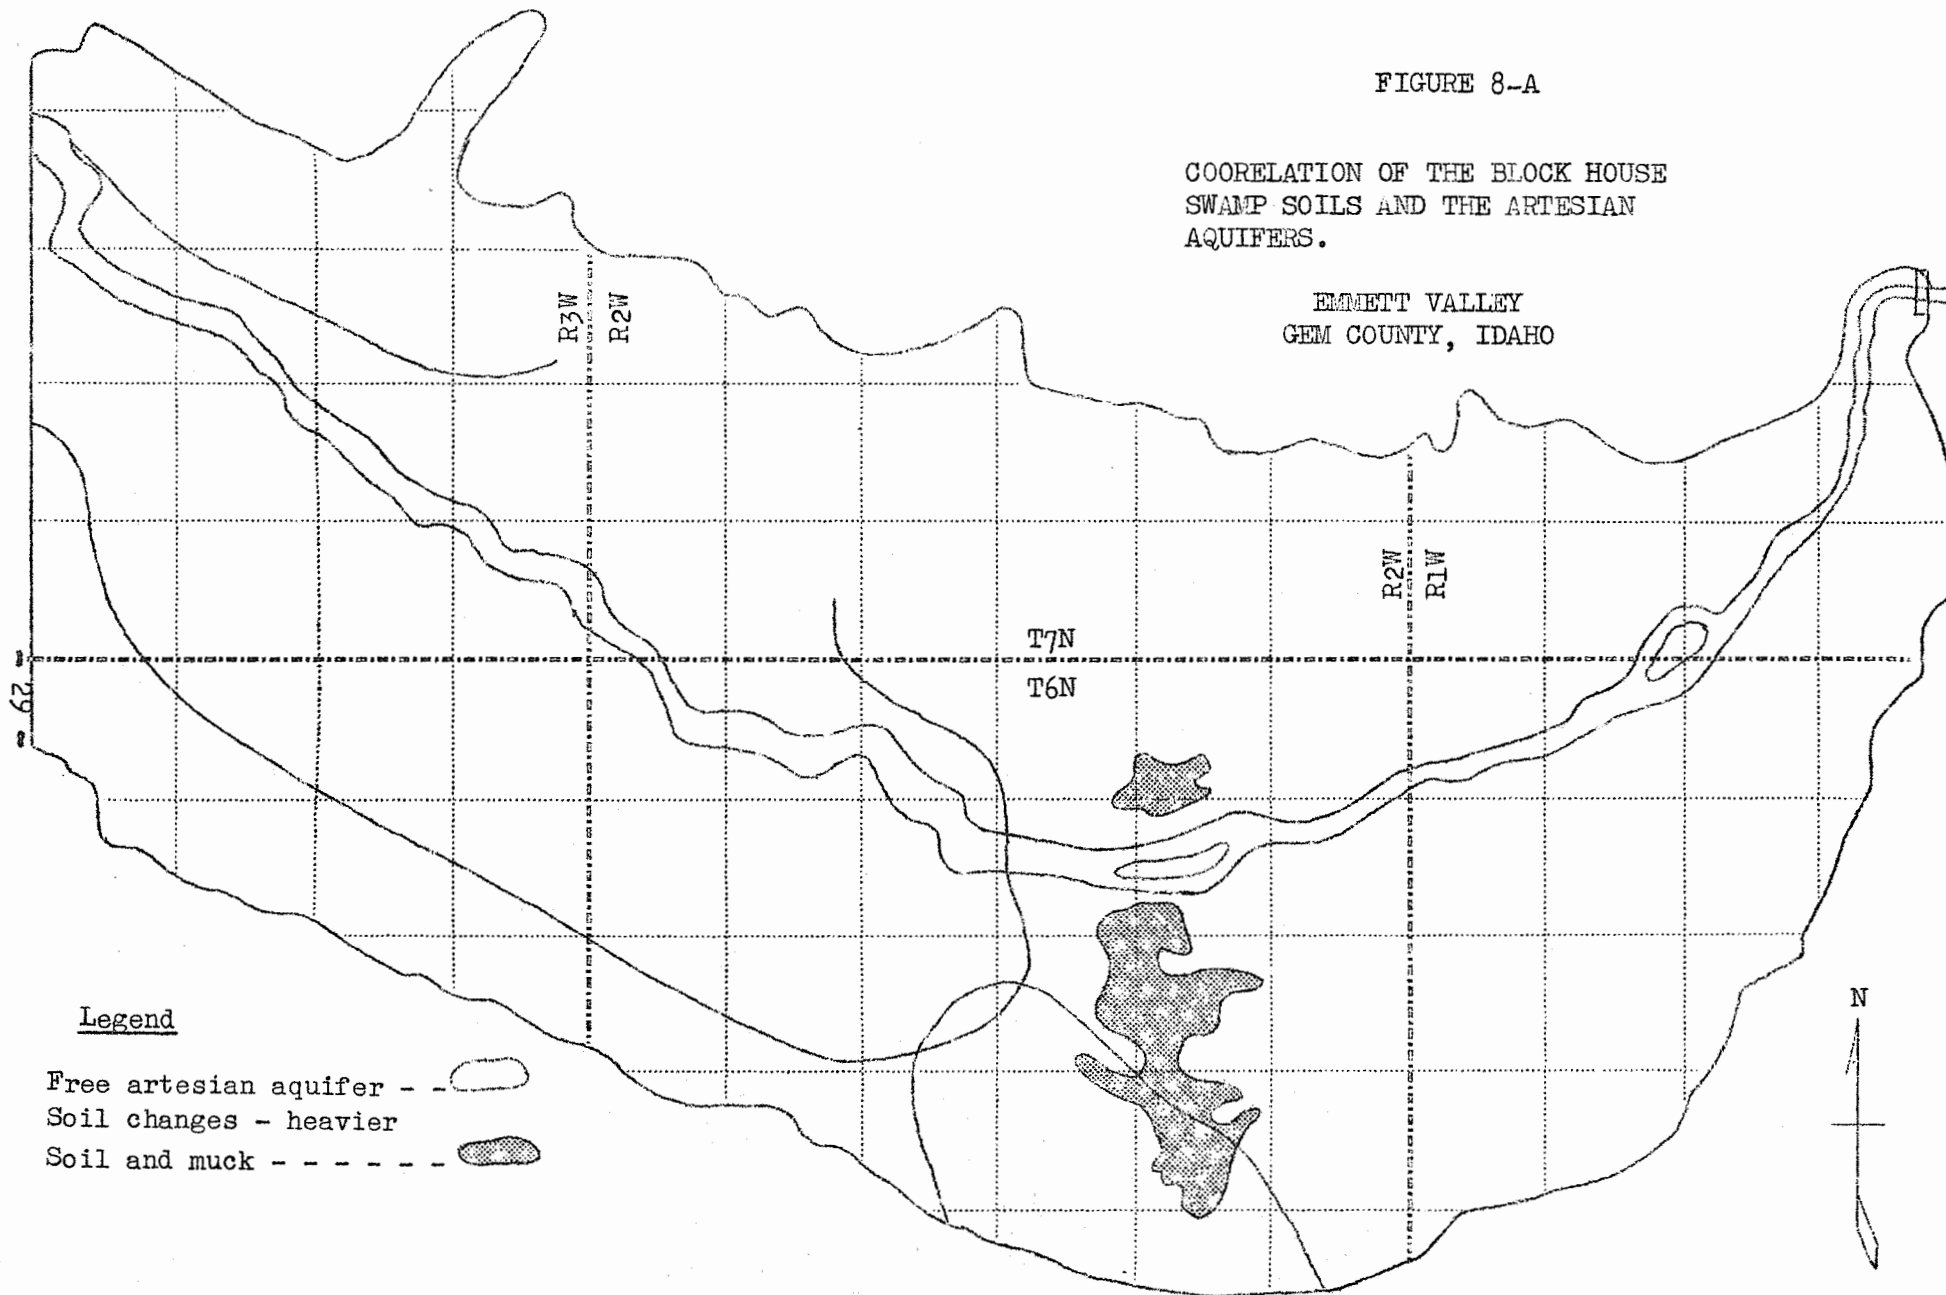 FIGURE 8-A
COORELATION OF THE BLOCK HOUSE
SWAMP SOILS AND THE ARTESIAN
AQUIFERS.
EMMETT VALLEY
GEM COUNTY, IDAHO
R3W
R2W
R2W
R1W
T7N
T6N
- 29 -
N
Legend
Free artesian aquifer - -
Soil changes - heavier
Soil and muck - - - - - -